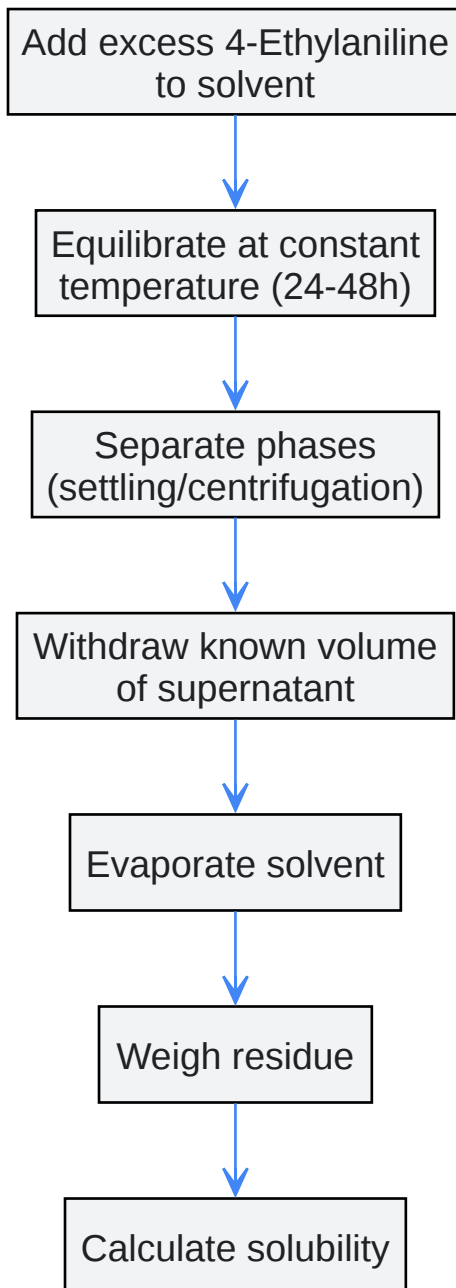 Add excess 4-Ethylaniline
to solvent
Equilibrate at constant
temperature (24-48h)
Separate phases
(settling/centrifugation)
Withdraw known volume
of supernatant
Evaporate solvent
Weigh residue
Calculate solubility